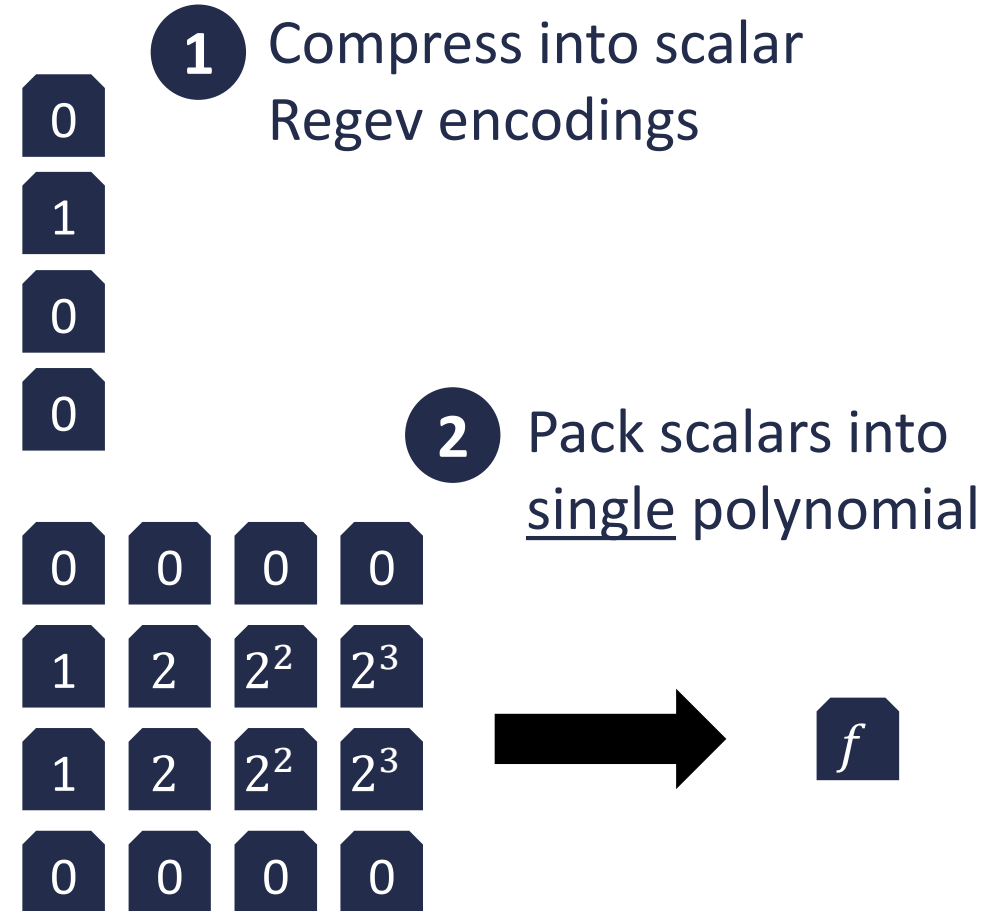 1 Compress into scalar
Regev encodings
0
1
0
0
2 Pack scalars into
single polynomial
0 0 0 0
1 2 2² 2³
1 2 2² 2³
0 0 0 0
f